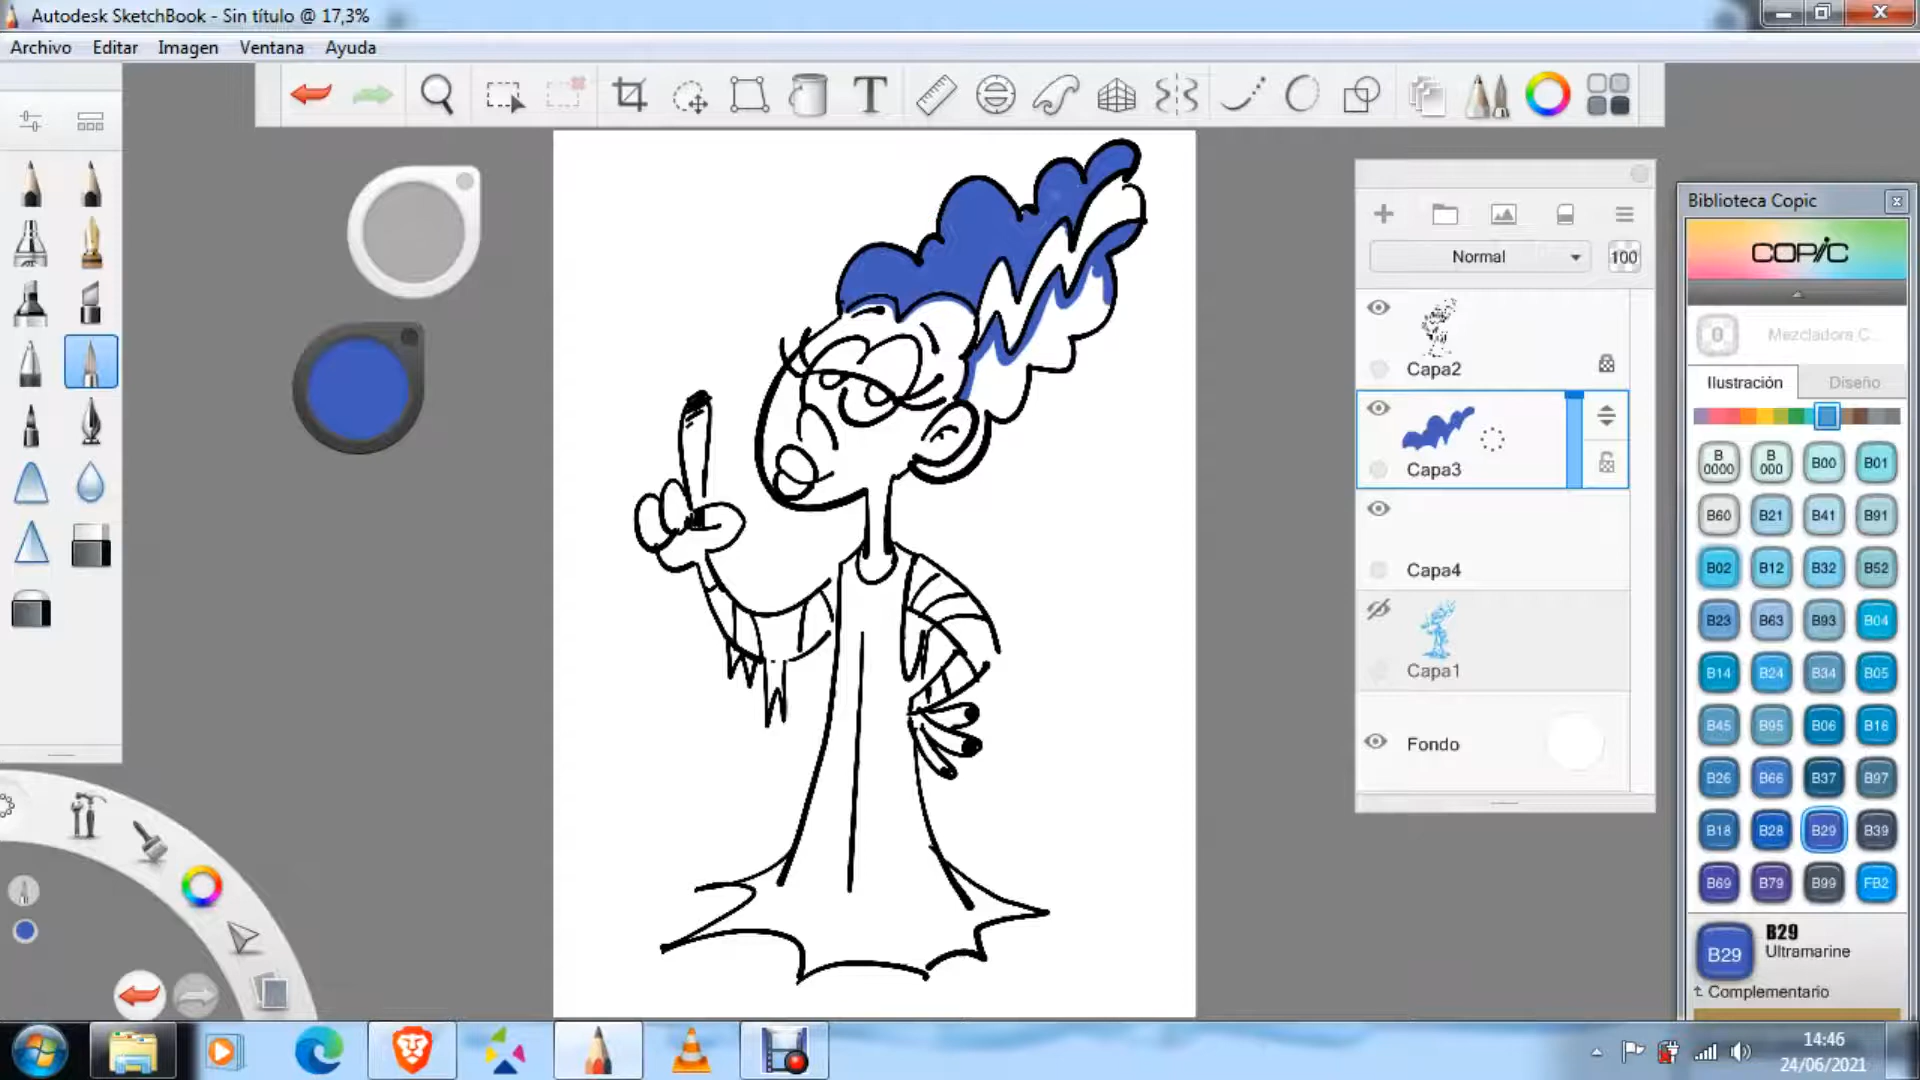 Autodesk SketchBook - Sin título @ 17,3%
Archivo Editar Imagen Ventana Ayuda
T
Normal 100
Capa2
Capa3
Capa4
Capa1
Fondo
Biblioteca Copic
COPIC
0 Mezcladora C...
Ilustración Diseño
B 0000 B 000 B00 B01
B60 B21 B41 B91
B02 B12 B32 B52
B23 B63 B93 B04
B14 B24 B34 B05
B45 B95 B06 B16
B26 B66 B37 B97
B18 B28 B29 B39
B69 B79 B99 FB2
B29 B29
Ultramarine
Complementario
14:46
24/06/2021